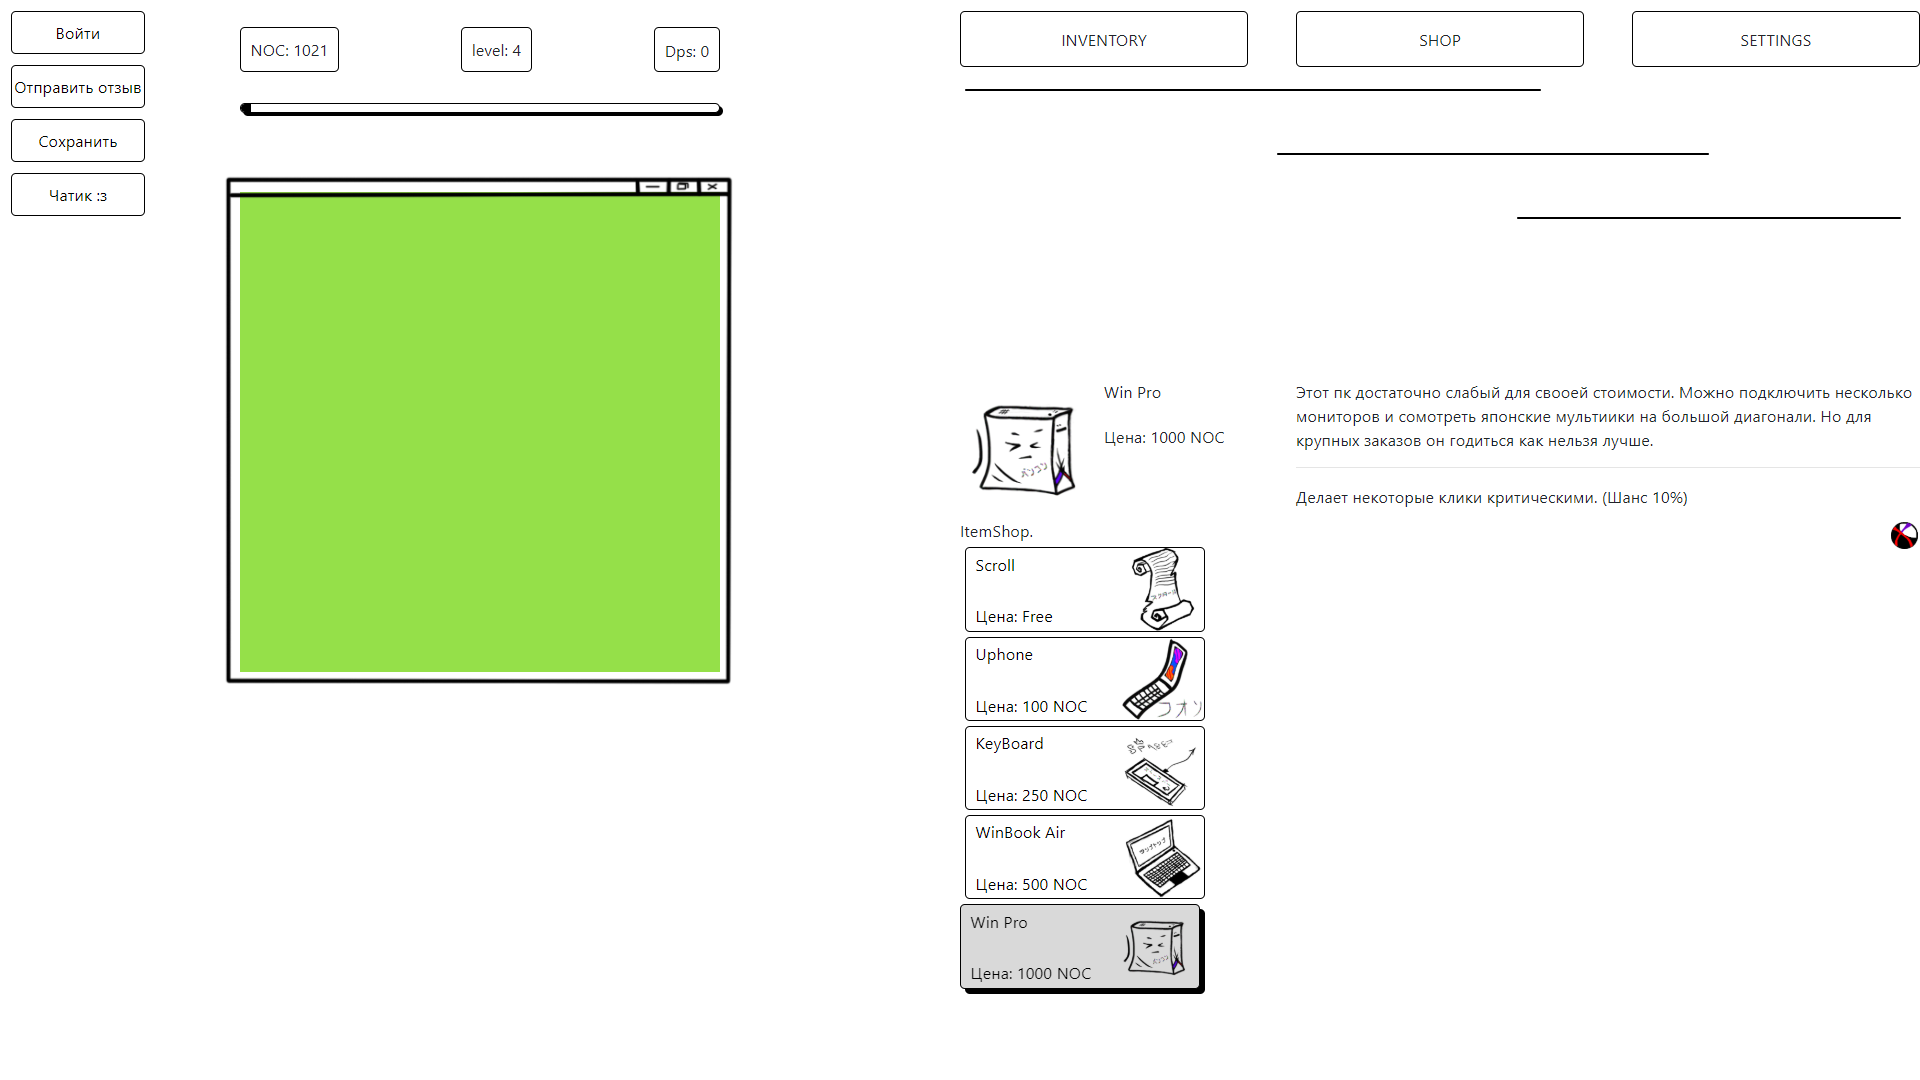 Войти
Отправить отзыв
Сохранить
Чатик :з
NOC: 1021
level: 4
Dps: 0
INVENTORY
SHOP
SETTINGS
Win Pro
Цена: 1000 NOC
Этот пк достаточно слабый для свооей стоимости. Можно подключить несколько
мониторов и сомотреть японские мультиики на большой диагонали. Но для
крупных заказов он годиться как нельзя лучше.
Делает некоторые клики критическими. (Шанс 10%)
ItemShop.
Scroll
Цена: Free
Uphone
Цена: 100 NOC
KeyBoard
Цена: 250 NOC
WinBook Air
Цена: 500 NOC
Win Pro
Цена: 1000 NOC